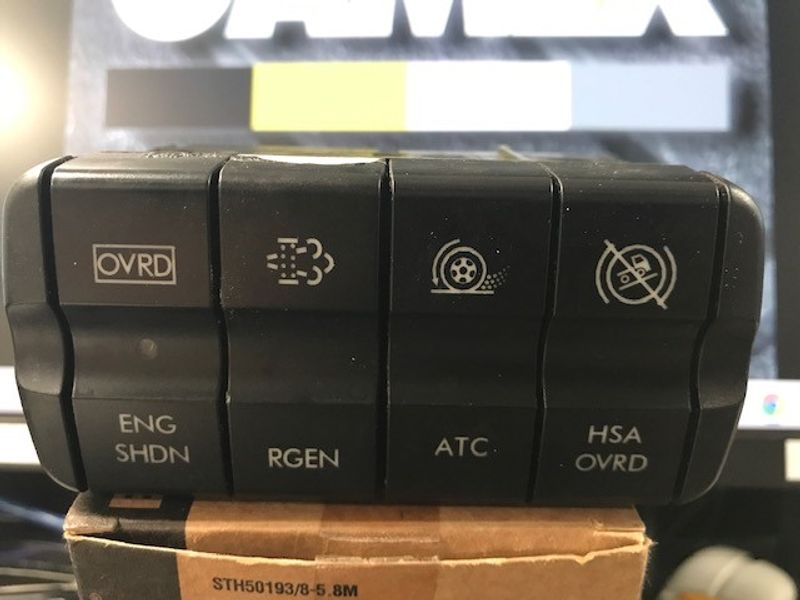 OVRD
ENG
SHDN
RGEN
ATC
HSA
OVRD
STH50193/8-5.8M